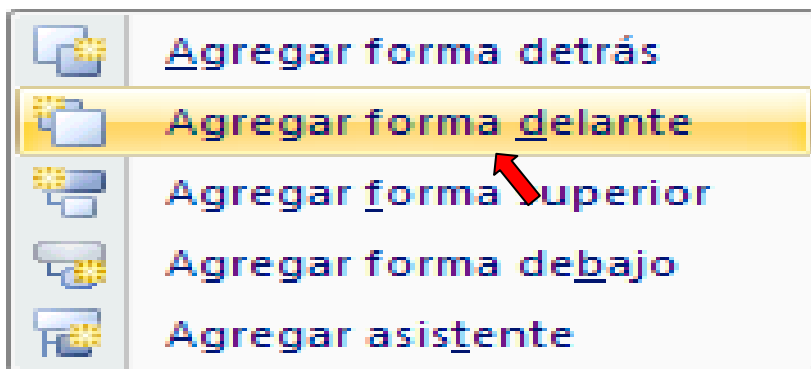 Agregar forma detrás
Agregar forma delante
Agregar forma superior
Agregar forma debajo
Agregar asistente